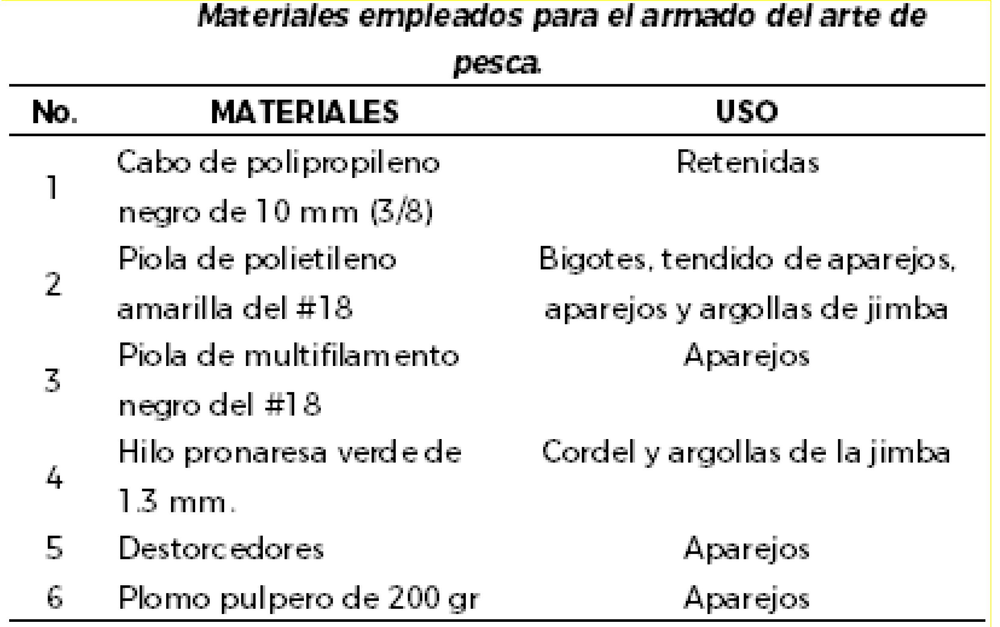 Materiales empleados para el armado del arte de
pesca.
No. MATERIALES USO
Cabo de polipropileno Retenidas
1
negro de 10 mm (3/8)
Piola de polietileno Bigotes, tendido de aparejos,
2
amarilla del #18 aparejos y argollas de jimba
Piola de multifilamento Aparejos
3
negro del #18
Hilo pronaresa verde de Cordel y argollas de la jimba
4
1.3 mm.
5 Destorcedores Aparejos
6 Plomo pulpero de 200 gr Aparejos